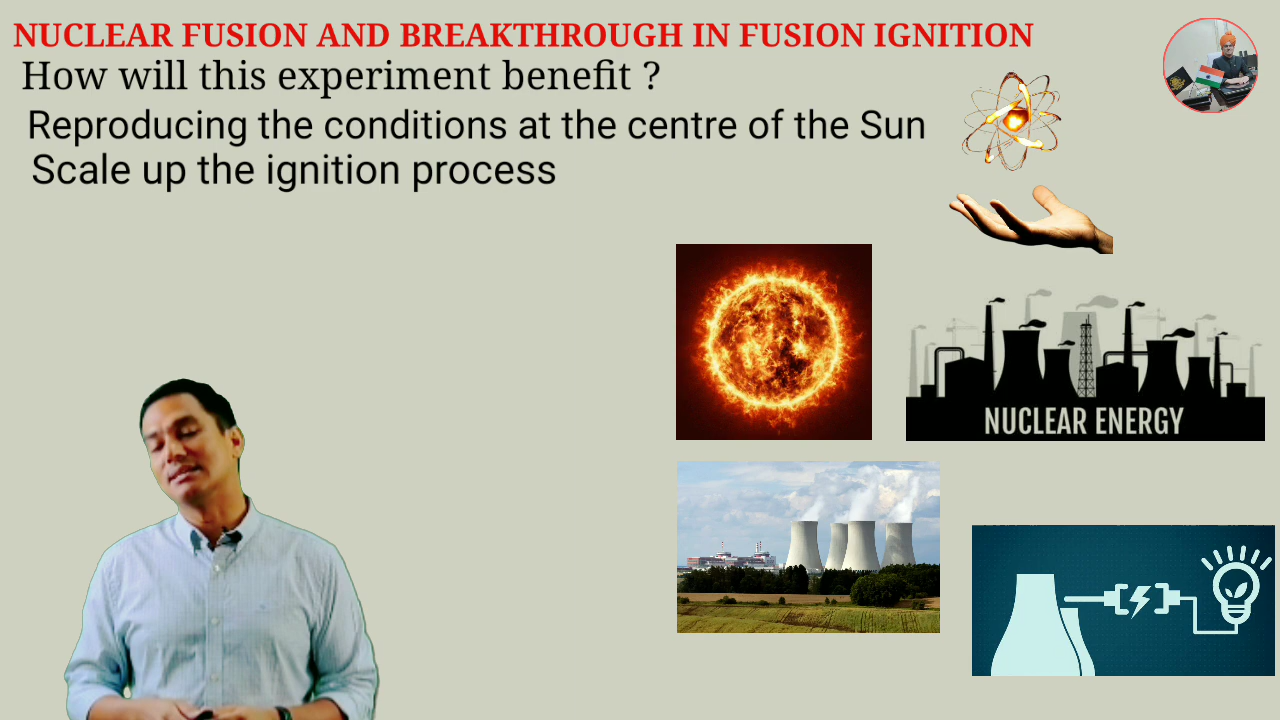 NUCLEAR FUSION AND BREAKTHROUGH IN FUSION IGNITION
How will this experiment benefit ?
Reproducing the conditions at the centre of the Sun
Scale up the ignition process
NUCLEAR ENERGY